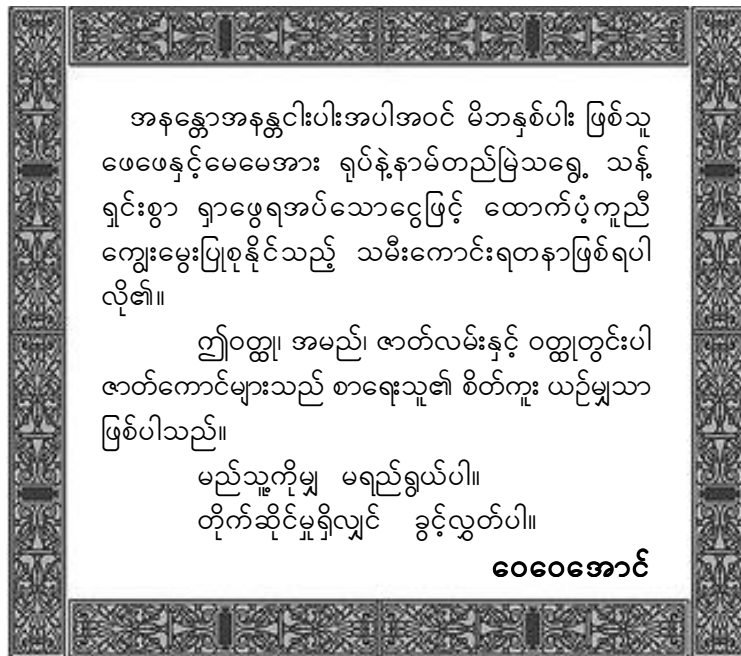 အနန္တောအနန္တငါးပါးအပါအဝင် မိဘနှစ်ပါး ဖြစ်သူ
ဖေဖေနှင့်မေမေအား ရုပ်နဲ့နာမ်တည်မြဲသရွေ့ သန့်
ရှင်းစွာ ရှာဖွေရအပ်သောငွေဖြင့် ထောက်ပံ့ကူညီ
ကျွေးမွေးပြုစုနိုင်သည့် သမီးကောင်းရတနာဖြစ်ရပါ
လို၏။
ဤဝတ္ထု၊ အမည်၊ ဇာတ်လမ်းနှင့် ဝတ္ထုတွင်းပါ
ဇာတ်ကောင်များသည် စာရေးသူ၏ စိတ်ကူး ယဉ်မျှသာ
ဖြစ်ပါသည်။
မည်သူ့ကိုမျှ မရည်ရွယ်ပါ။
တိုက်ဆိုင်မှုရှိလျှင် ခွင့်လွှတ်ပါ။
ဝေဝေအောင်